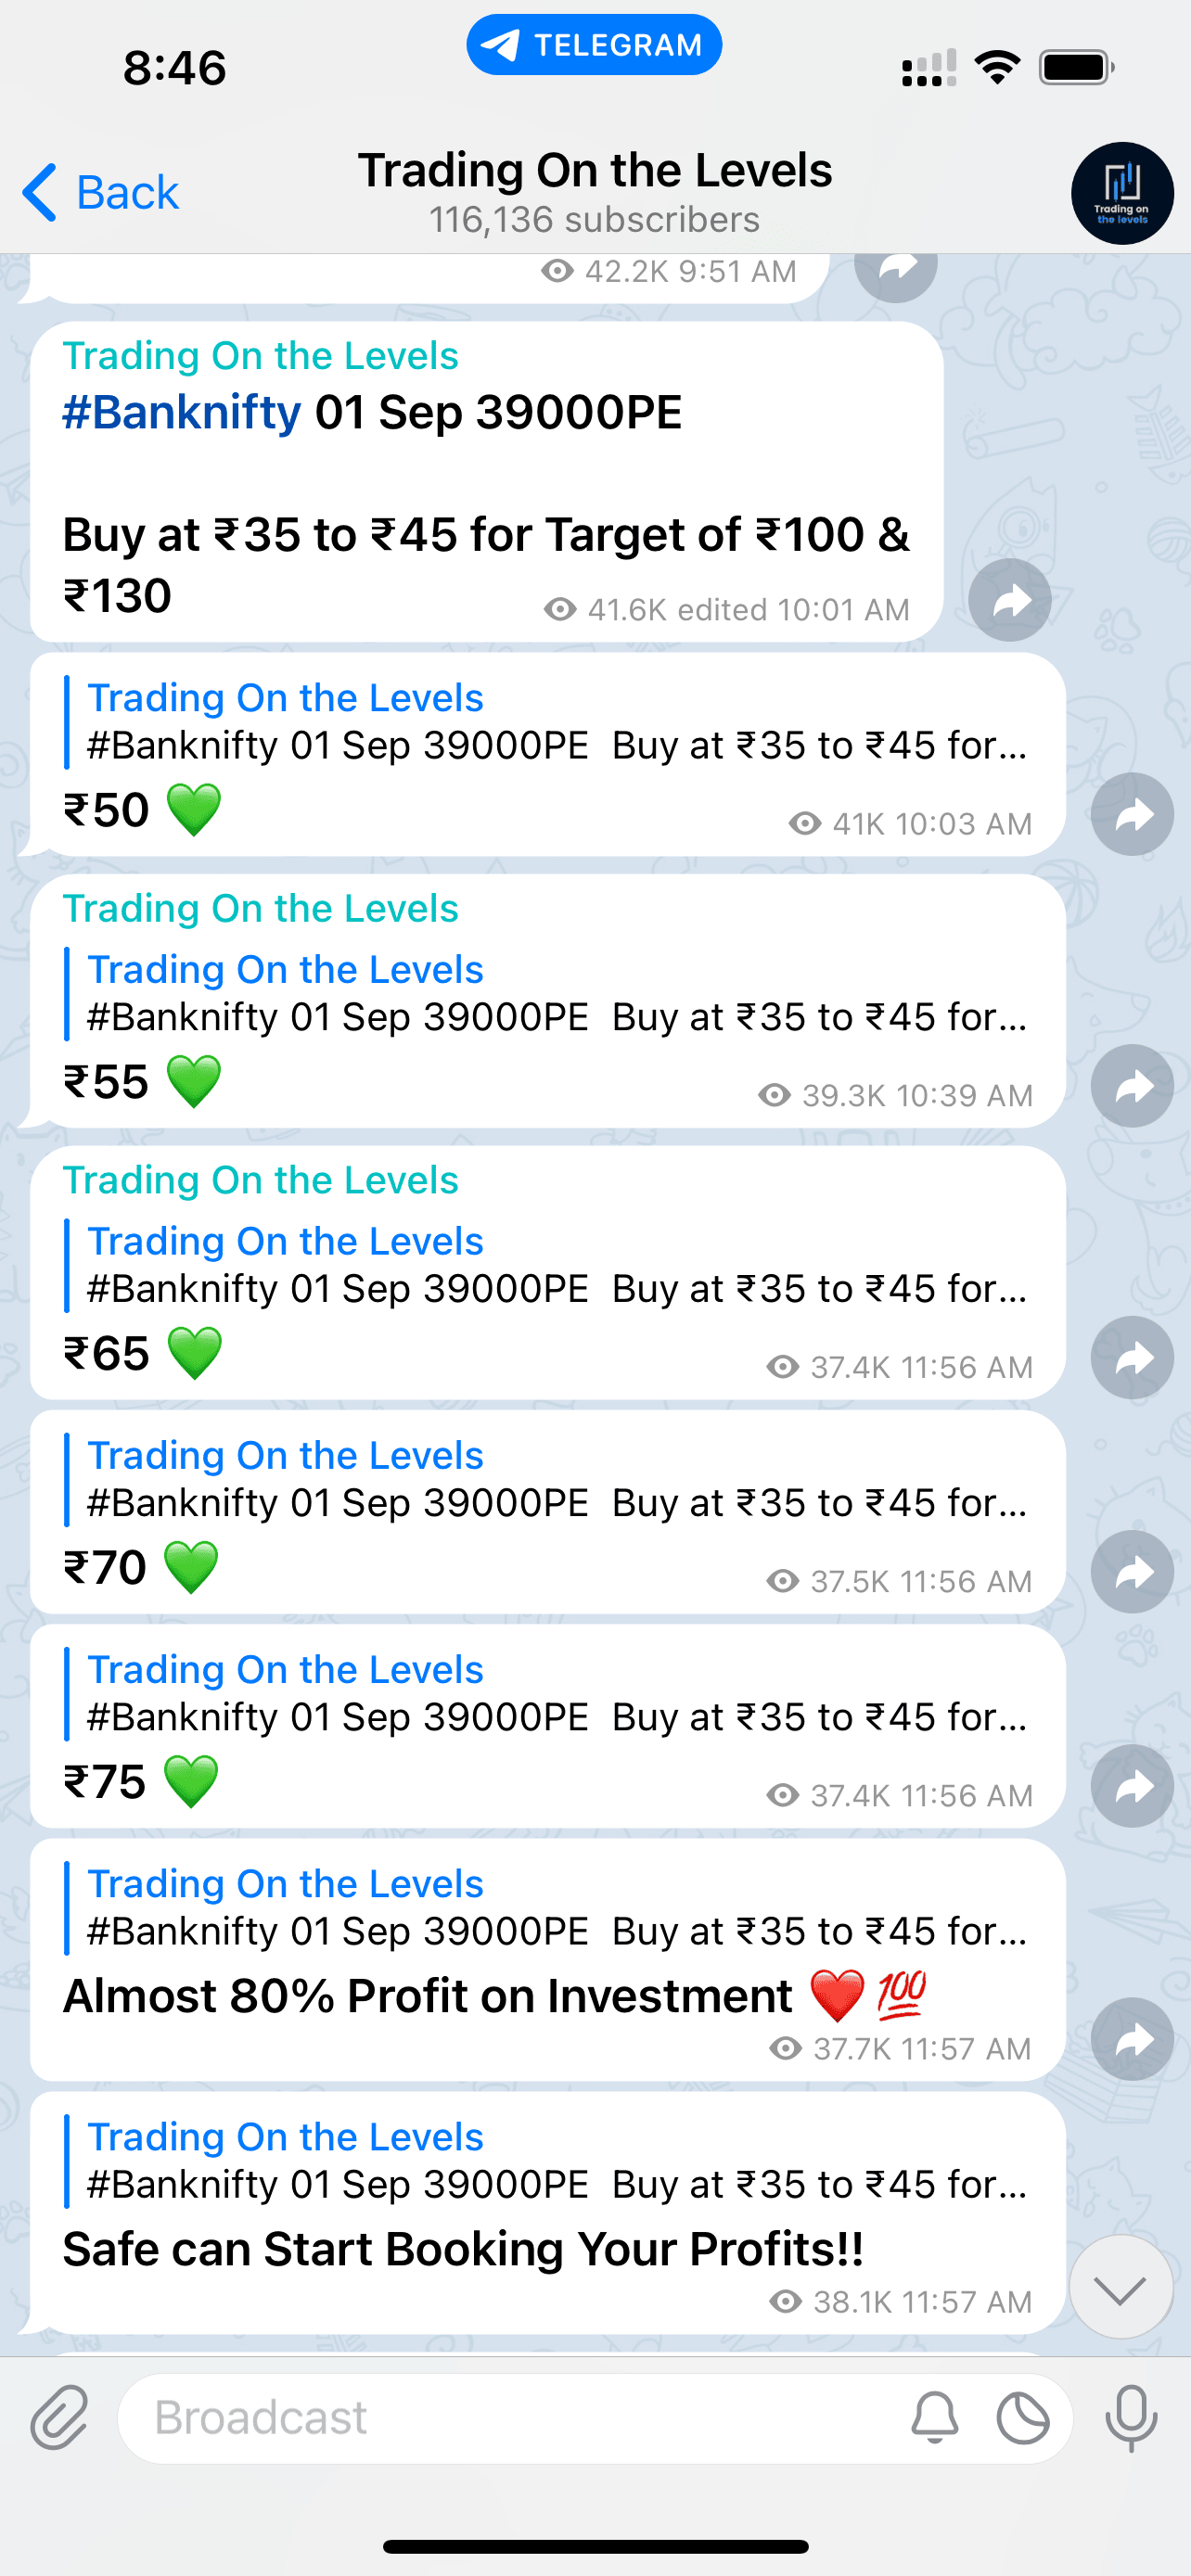 8:46
TELEGRAM
Back
Trading On the Levels
116,136 subscribers
Trading on
the levels
42.2K 9:51 AM
Trading On the Levels
#Banknifty 01 Sep 39000PE
Buy at ₹35 to ₹45 for Target of ₹100 &
₹130
41.6K edited 10:01 AM
Trading On the Levels
#Banknifty 01 Sep 39000PE Buy at ₹35 to ₹45 for...
₹50 💚
41K 10:03 AM
Trading On the Levels
Trading On the Levels
#Banknifty 01 Sep 39000PE Buy at ₹35 to ₹45 for...
₹55 💚
39.3K 10:39 AM
Trading On the Levels
Trading On the Levels
#Banknifty 01 Sep 39000PE Buy at ₹35 to ₹45 for...
₹65 💚
37.4K 11:56 AM
Trading On the Levels
#Banknifty 01 Sep 39000PE Buy at ₹35 to ₹45 for...
₹70 💚
37.5K 11:56 AM
Trading On the Levels
#Banknifty 01 Sep 39000PE Buy at ₹35 to ₹45 for...
₹75 💚
37.4K 11:56 AM
Trading On the Levels
#Banknifty 01 Sep 39000PE Buy at ₹35 to ₹45 for...
Almost 80% Profit on Investment ❤️ 💯
37.7K 11:57 AM
Trading On the Levels
#Banknifty 01 Sep 39000PE Buy at ₹35 to ₹45 for...
Safe can Start Booking Your Profits!!
38.1K 11:57 AM
Broadcast